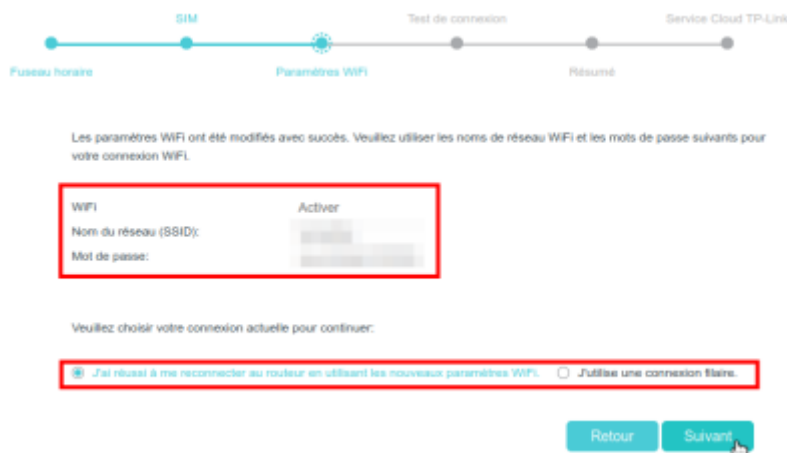 SIM
Test de connexion
Service Cloud TP-Link
Fuseau horaire
Paramètres WiFi
Résumé
Les paramètres WiFi ont été modifiés avec succès. Veuillez utiliser les noms de réseau WiFi et les mots de passe suivants pour
votre connexion WiFi.
WiFi Activer
Nom du réseau (SSID):
Mot de passe:
Veuillez choisir votre connexion actuelle pour continuer:
J'ai réussi à me reconnecter au routeur en utilisant les nouveaux paramètres WiFi. J'utilise une connexion filaire.
Retour Suivant